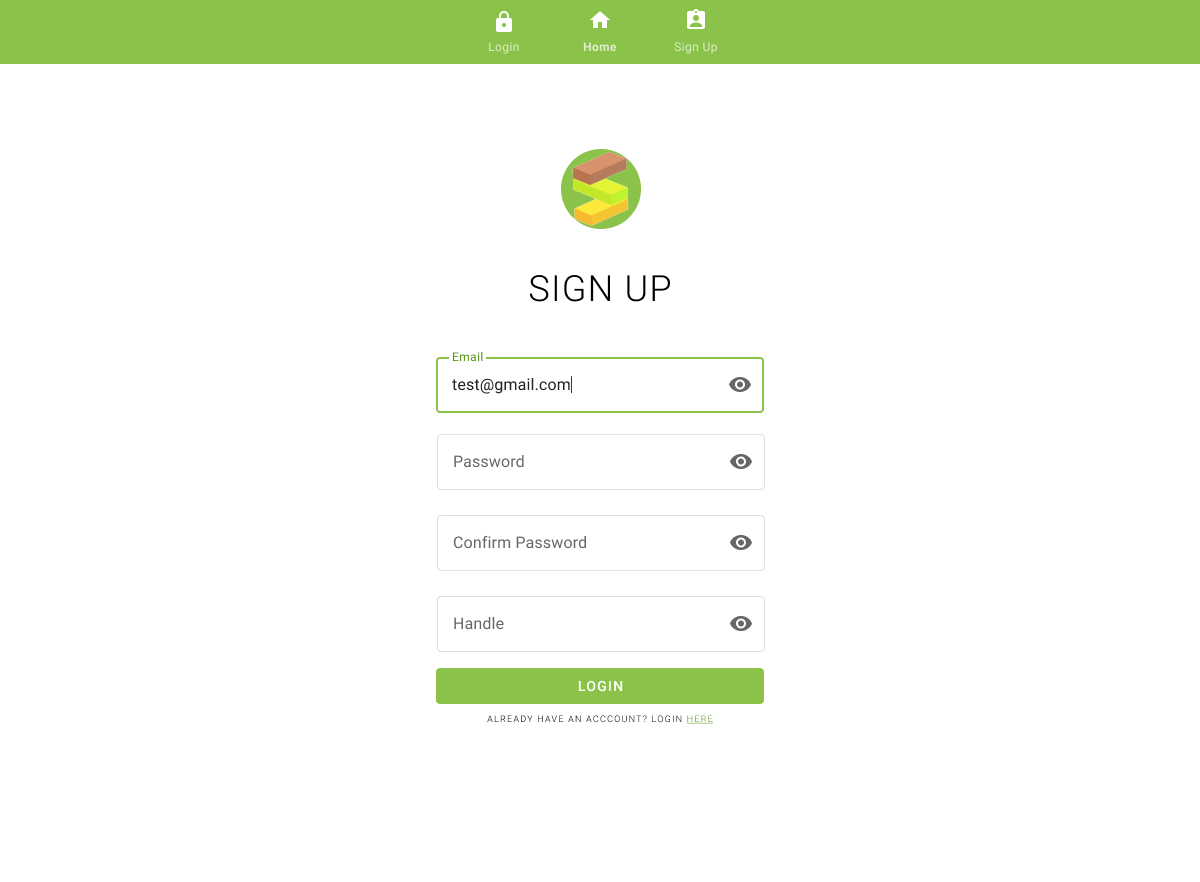 Login
Home
Sign Up
SIGN UP
Email
test@gmail.com
Password
Confirm Password
Handle
LOGIN
ALREADY HAVE AN ACCCOUNT? LOGIN HERE